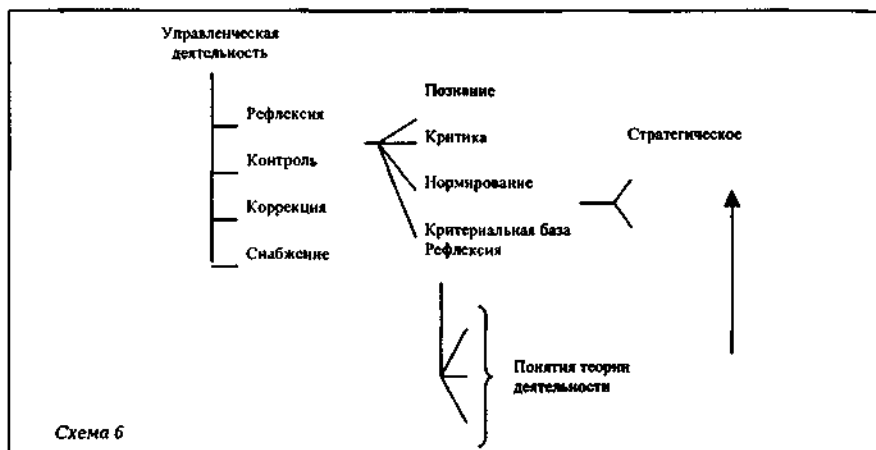 Управленческая
деятельность
Рефлексия
Контроль
Коррекция
Снабжение
Познание
Критика
Нормирование
Критериальная база
Рефлексия
Стратегическое
Понятия теории
деятельности
Схема 6